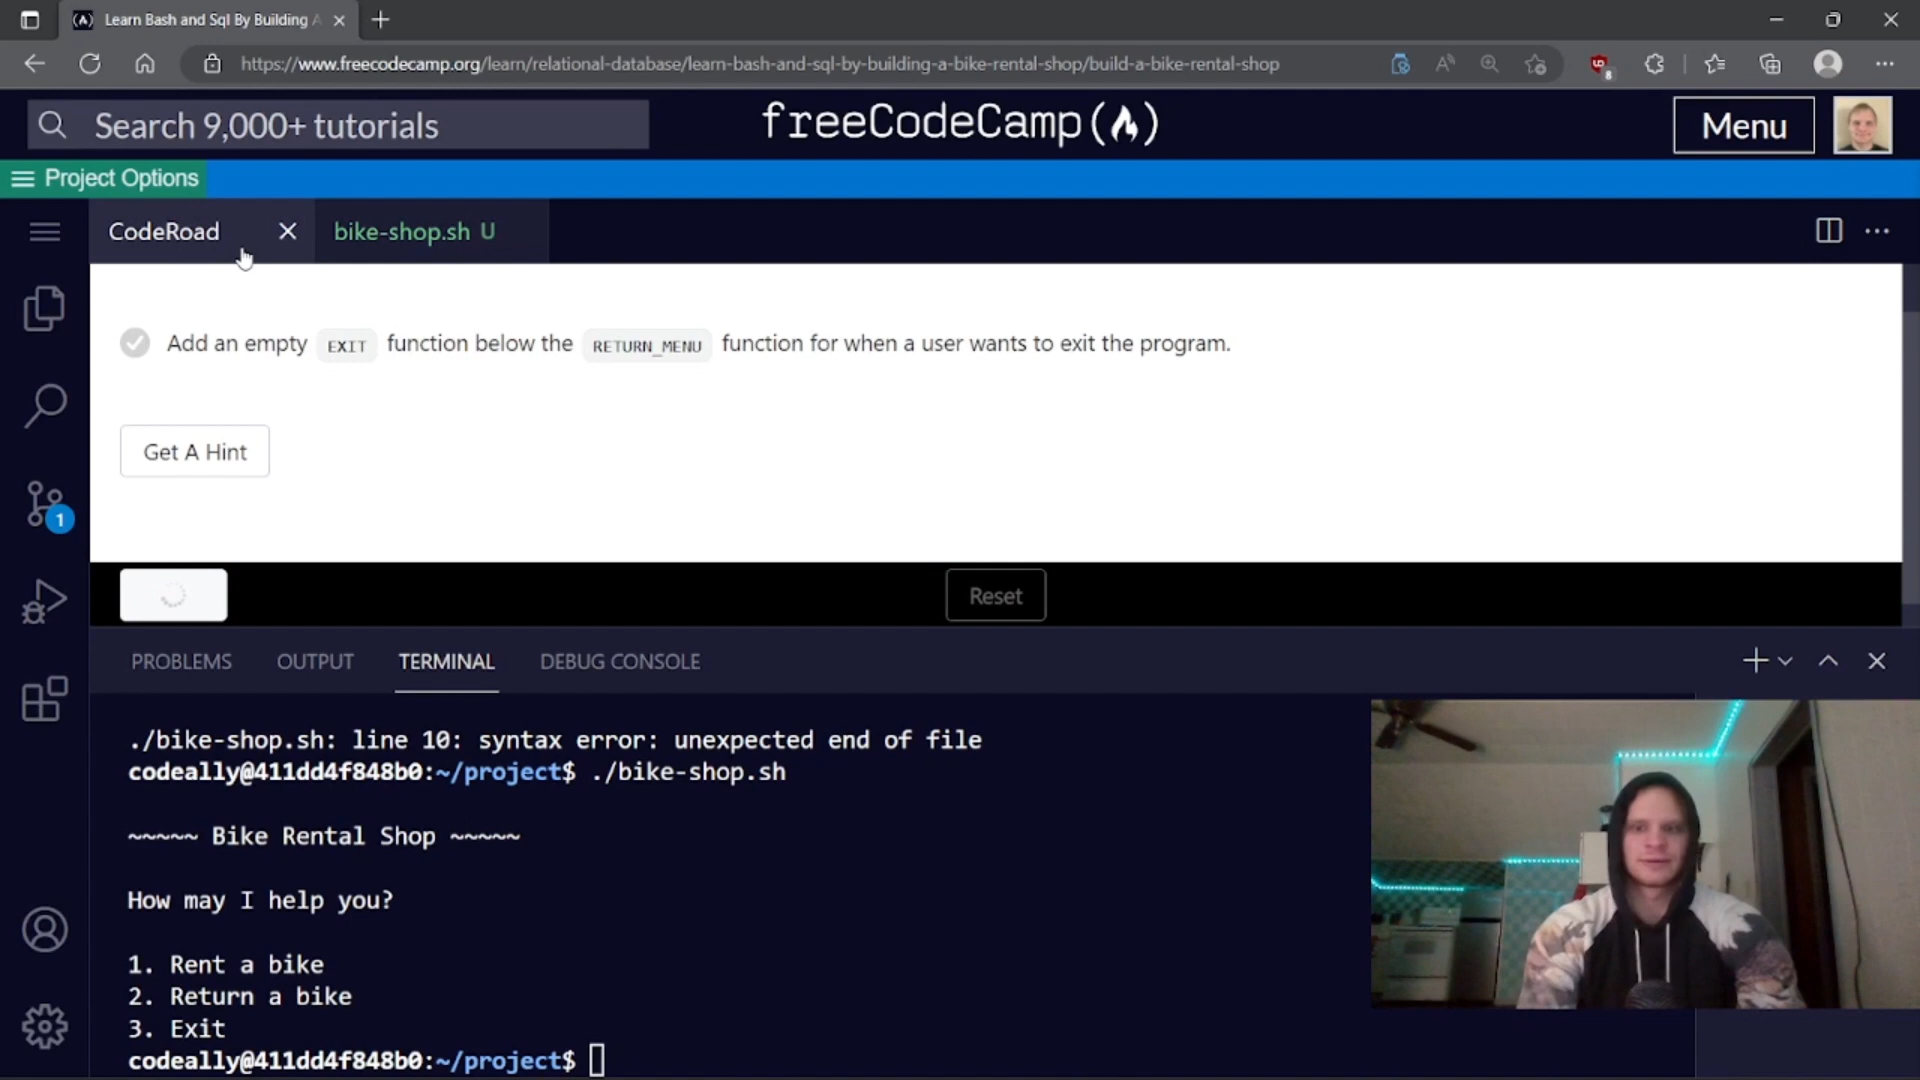 Learn Bash and Sql By Building A
https://www.freecodecamp.org/learn/relational-database/learn-bash-and-sql-by-building-a-bike-rental-shop/build-a-bike-rental-shop
8
Search 9,000+ tutorials
freeCodeCamp
Menu
Project Options
CodeRoad
bike-shop.sh U
Add an empty EXIT function below the RETURN_MENU function for when a user wants to exit the program.
Get A Hint
1
Reset
PROBLEMS OUTPUT TERMINAL DEBUG CONSOLE
./bike-shop.sh: line 10: syntax error: unexpected end of file
codeally@411dd4f848b0:~/project$ ./bike-shop.sh
~~~~~ Bike Rental Shop ~~~~~
How may I help you?
1. Rent a bike
2. Return a bike
3. Exit
codeally@411dd4f848b0:~/project$